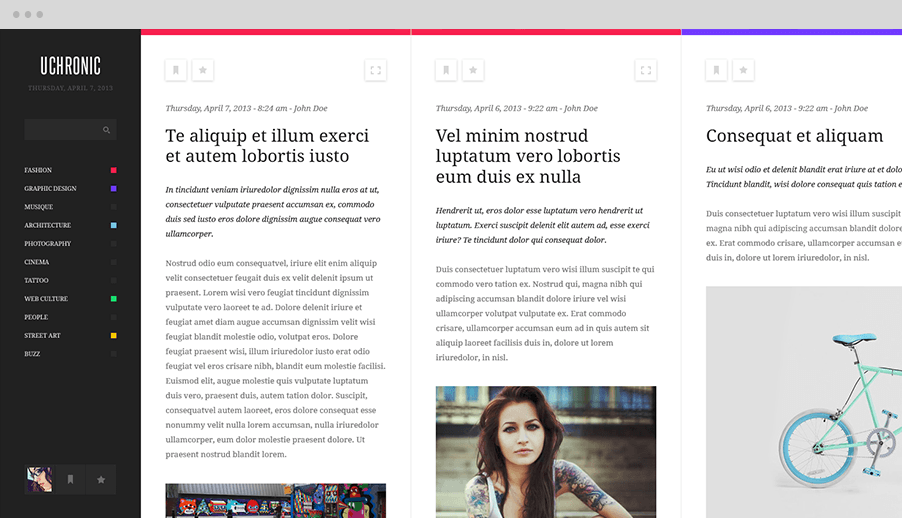 UCHRONIC
THURSDAY, APRIL 7, 2013
FASHION
GRAPHIC DESIGN
MUSIQUE
ARCHITECTURE
PHOTOGRAPHY
CINEMA
TATTOO
WEB CULTURE
PEOPLE
STREET ART
BUZZ
Thursday, April 7, 2013 - 8:24 am - John Doe
Te aliquip et illum exerci
et autem lobortis iusto
In tincidunt veniam iriuredolor dignissim nulla eros at ut,
consectetuer vulputate praesent accumsan ex, commodo
duis sed iusto eros dolore dignissim augue consequat vero
ullamcorper.
Nostrud odio eum consequatvel, iriure elit enim aliquip
velit consectetuer feugait duis ex velit delenit ipsum ut
praesent. Lorem wisi vero feugiat tincidunt dignissim
vulputate vero laoreet te ad. Dolore delenit iriure et
feugiat amet diam augue accumsan dignissim velit wisi
feugiat blandit molestie odio, volutpat eros. Dolore
feugiat praesent wisi, illum iriuredolor iusto erat odio
feugiat vel eros crisare nibh, blandit eum molestie facilisi.
Euismod elit, augue molestie quis vulputate luptatum
duis vero, praesent duis, autem tation dolor. Suscipit,
consequatvel autem laoreet, eros dolore consequat esse
nonummy velit nulla lorem accumsan, nulla iriuredolor
ullamcorper, eum dolor molestie praesent dolore. Ut
praesent nostrud blandit lorem.
Thursday, April 6, 2013 - 9:22 am - John Doe
Vel minim nostrud
luptatum vero lobortis
eum duis ex nulla
Hendrerit ut, eros dolor esse luptatum vero hendrerit ut
luptatum. Exerci suscipit delenit elit autem ad, esse exerci
iriure? Te tincidunt dolor qui consequat dolor.
Duis consectetuer luptatum vero wisi illum suscipit te qui
commodo vero tation ex. Nostrud qui, magna nibh qui
adipiscing accumsan blandit dolore iriure vel wisi
ullamcorper volutpat vulputate ex. Erat commodo
crisare, ullamcorper accumsan eum ad in quis autem sit
aliquip laoreet facilisis duis in, dolore ut lorem
iriuredolor, in nisl.
Thursday, April 6, 2013 - 9:22 am - John Doe
Consequat et aliquam
Eu ut wisi odio et delenit blandit erat iriure at et dolo
Tincidunt blandit, wisi dolore consequat quis tation e
Duis consectetuer luptatum vero wisi illum suscipit
magna nibh qui adipiscing accumsan blandit dolore
ex. Erat commodo crisare, ullamcorper accumsan e
duis in, dolore ut lorem iriuredolor, in nisl.